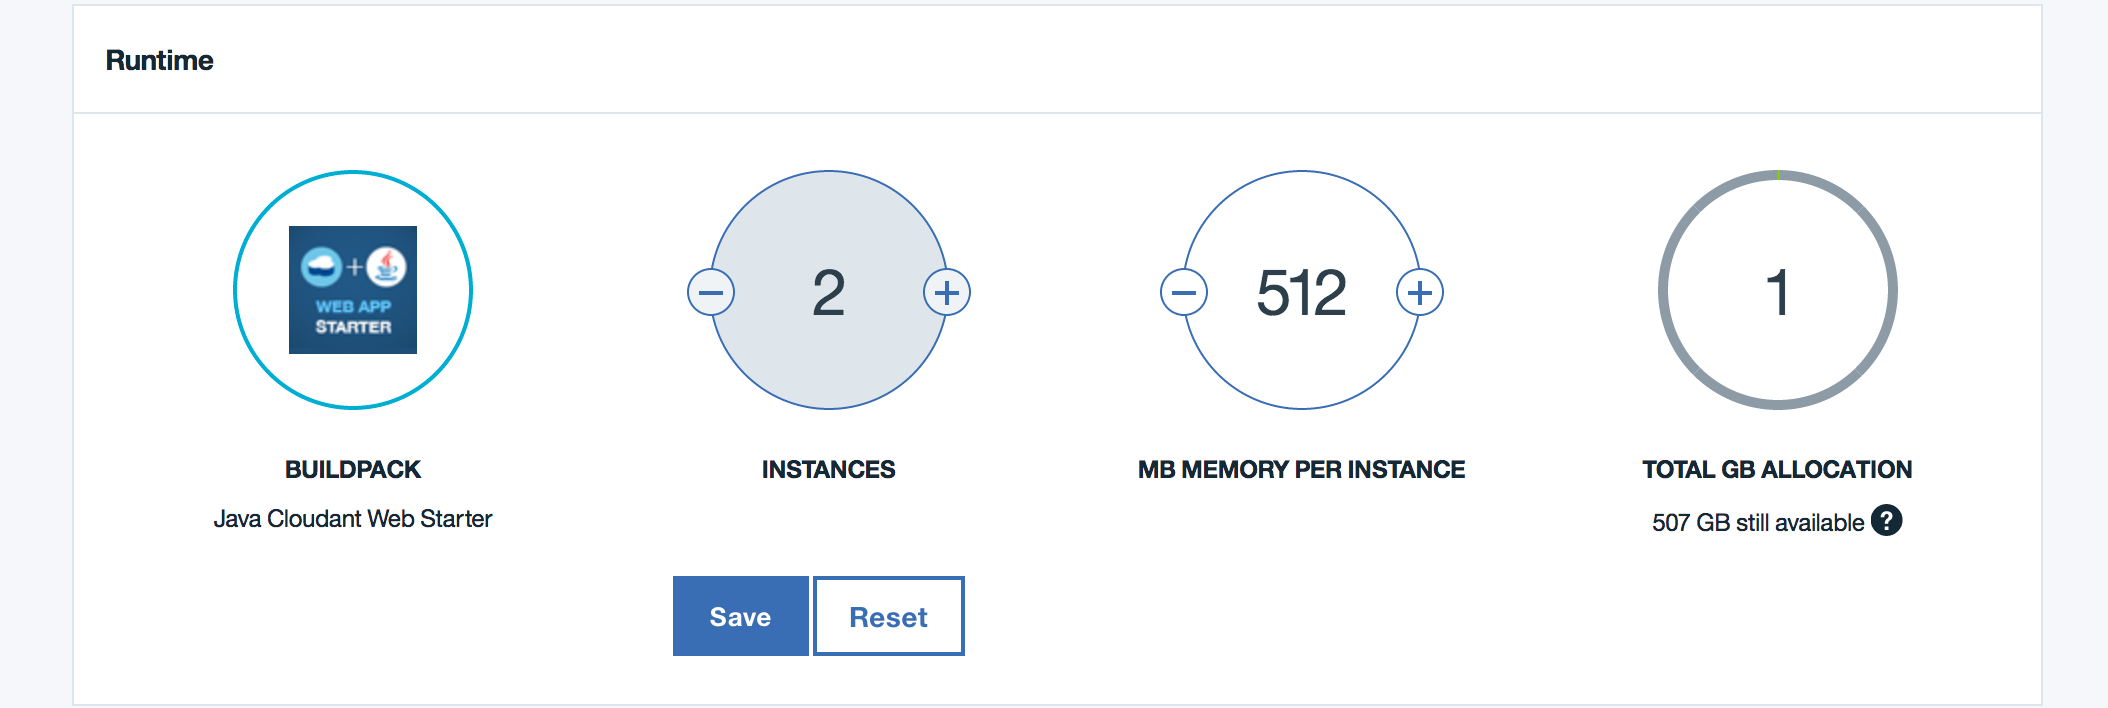 Runtime
WEB APP
STARTER
2
512
1
BUILDPACK
INSTANCES
MB MEMORY PER INSTANCE
TOTAL GB ALLOCATION
Java Cloudant Web Starter
507 GB still available ?
Save
Reset